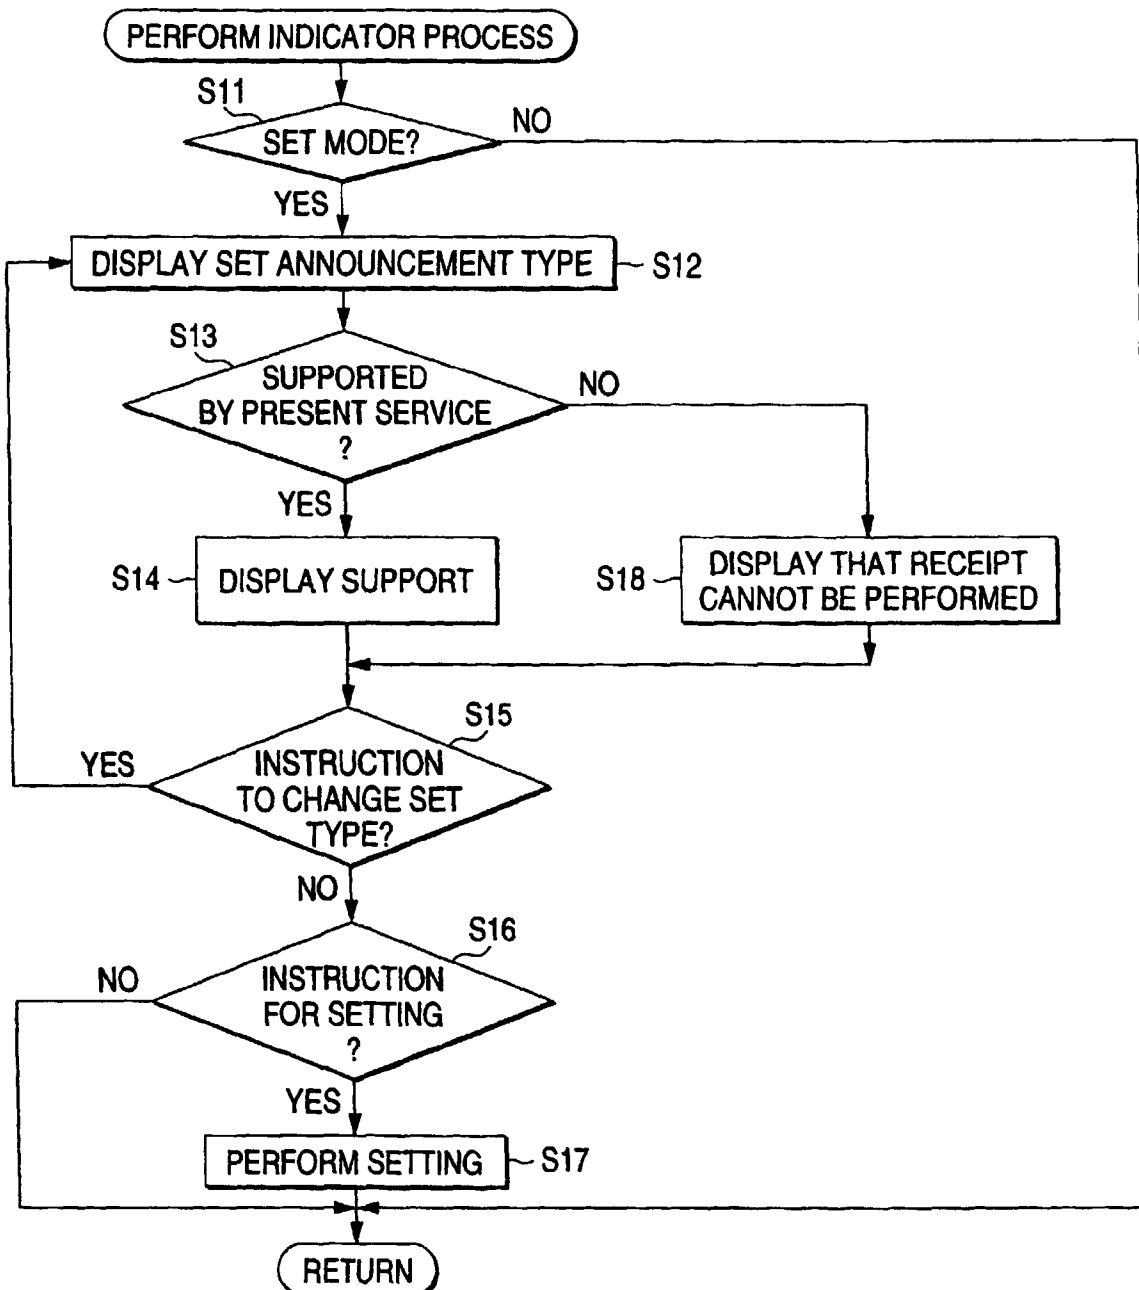 PERFORM INDICATOR PROCESS
S11
SET MODE?
NO
YES
DISPLAY SET ANNOUNCEMENT TYPE
S12
S13
SUPPORTED
BY PRESENT SERVICE
?
NO
YES
S14
DISPLAY SUPPORT
S18
DISPLAY THAT RECEIPT
CANNOT BE PERFORMED
S15
YES
INSTRUCTION
TO CHANGE SET
TYPE?
NO
S16
NO
INSTRUCTION
FOR SETTING
?
YES
PERFORM SETTING
S17
RETURN